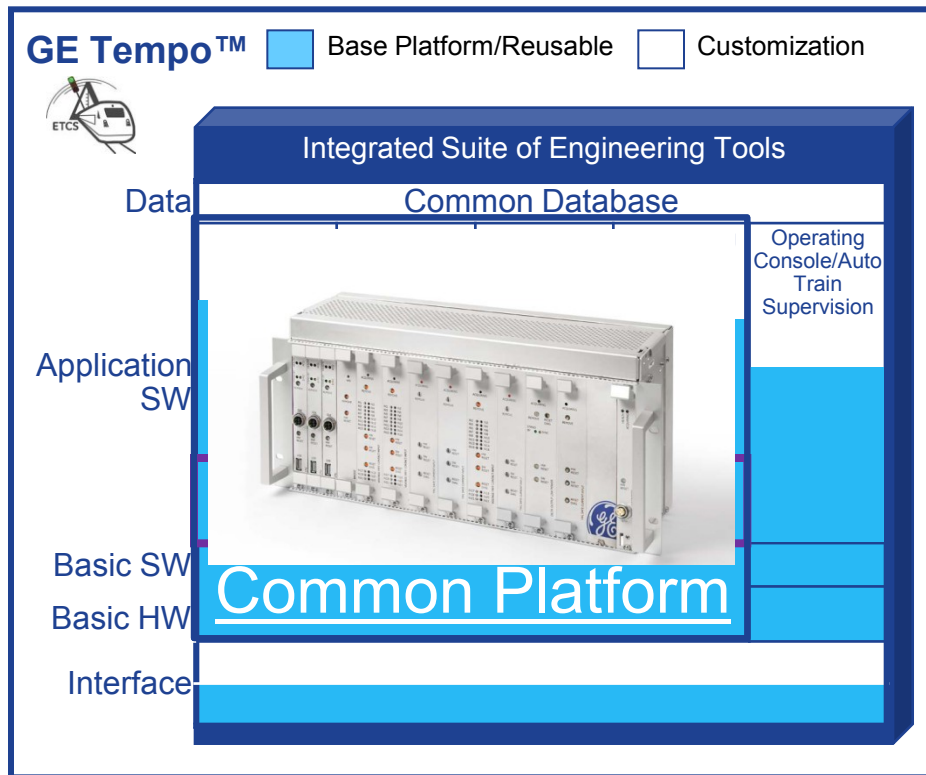 GE Tempo™
Base Platform/Reusable
Customization
ETCS
Integrated Suite of Engineering Tools
Data
Common Database
Operating
Console/Auto
Train
Supervision
Application
SW
Basic SW
Common Platform
Basic HW
Interface